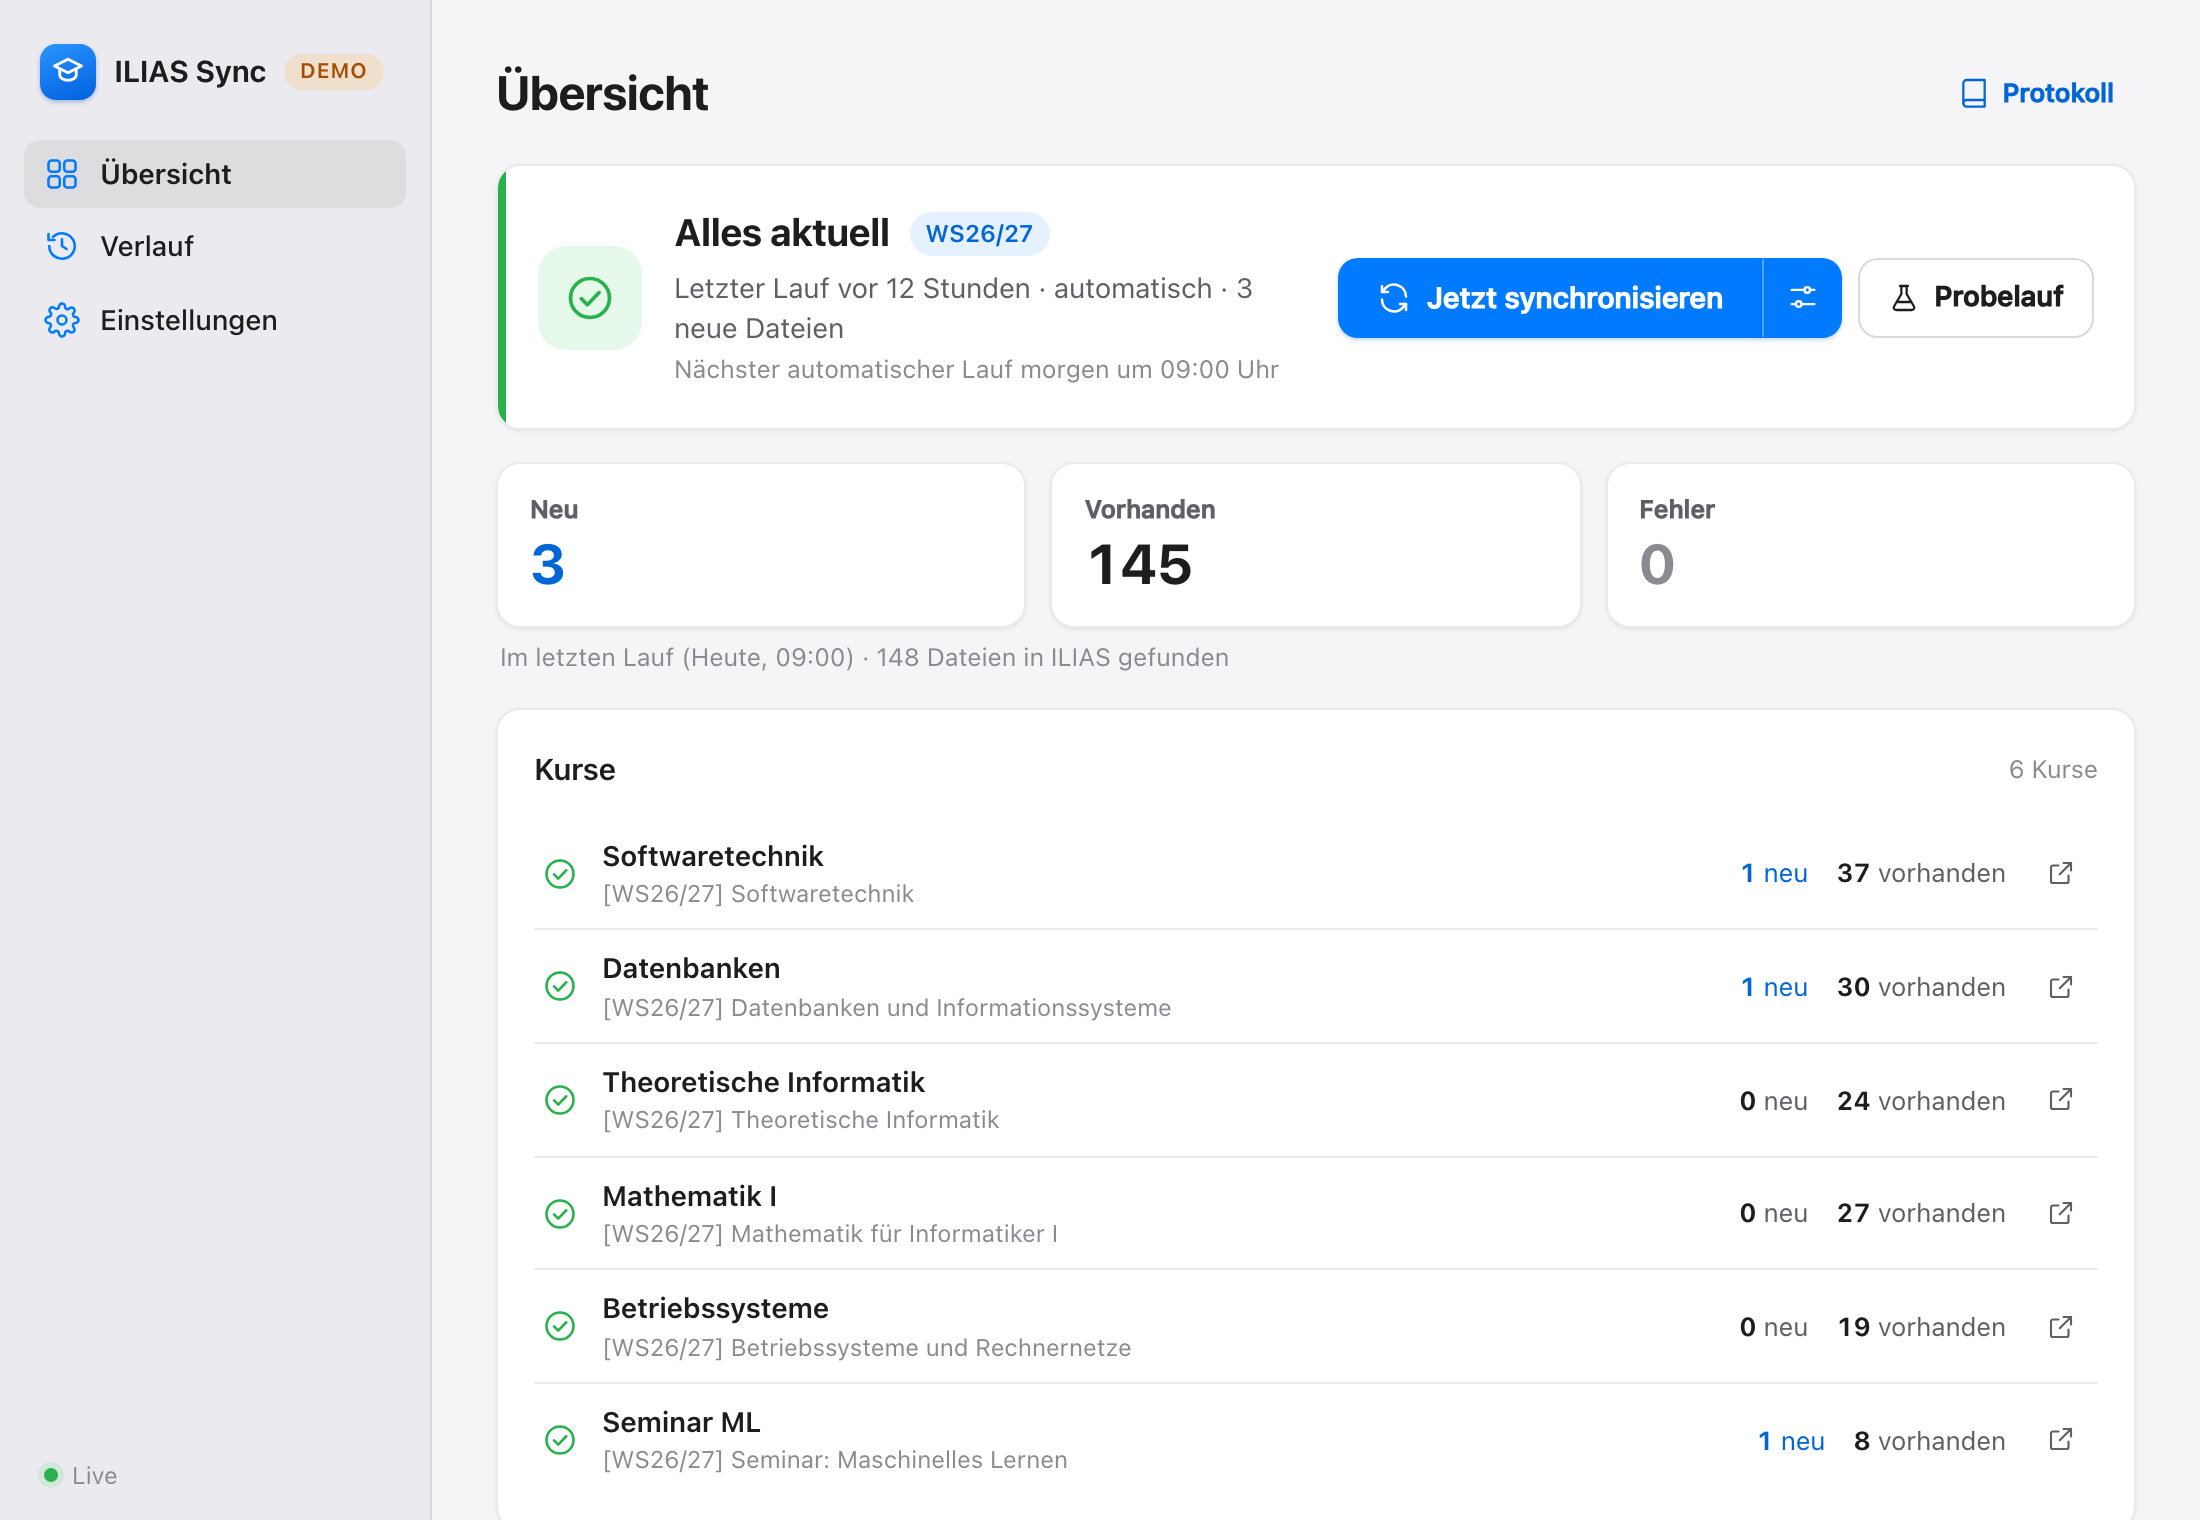 ILIAS Sync DEMO
Übersicht
Verlauf
Einstellungen
Live
Übersicht
Protokoll
Alles aktuell WS26/27
Letzter Lauf vor 12 Stunden · automatisch · 3
neue Dateien
Nächster automatischer Lauf morgen um 09:00 Uhr
Jetzt synchronisieren
Probelauf
Neu
3
Vorhanden
145
Fehler
0
Im letzten Lauf (Heute, 09:00) · 148 Dateien in ILIAS gefunden
Kurse
6 Kurse
Softwaretechnik
[WS26/27] Softwaretechnik
1 neu 37 vorhanden
Datenbanken
[WS26/27] Datenbanken und Informationssysteme
1 neu 30 vorhanden
Theoretische Informatik
[WS26/27] Theoretische Informatik
0 neu 24 vorhanden
Mathematik I
[WS26/27] Mathematik für Informatiker I
0 neu 27 vorhanden
Betriebssysteme
[WS26/27] Betriebssysteme und Rechnernetze
0 neu 19 vorhanden
Seminar ML
[WS26/27] Seminar: Maschinelles Lernen
1 neu 8 vorhanden